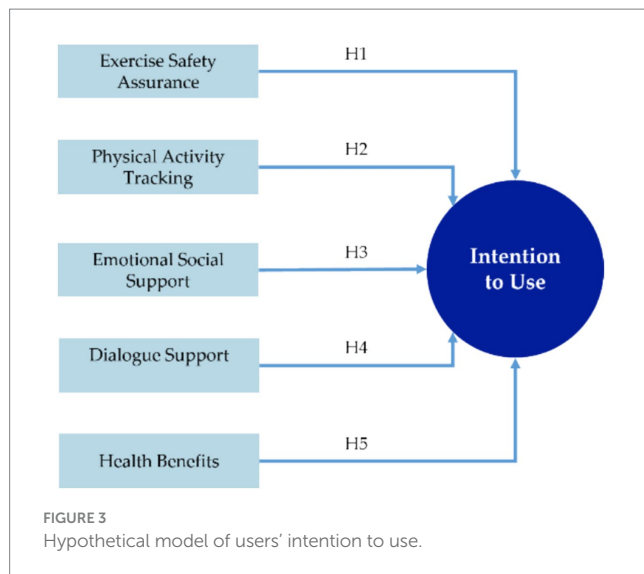 Exercise Safety
Assurance
H1
Physical Activity
Tracking
H2
Emotional Social
Support
H3
Intention
to Use
Dialogue Support
H4
Health Benefits
H5
FIGURE 3
Hypothetical model of users' intention to use.